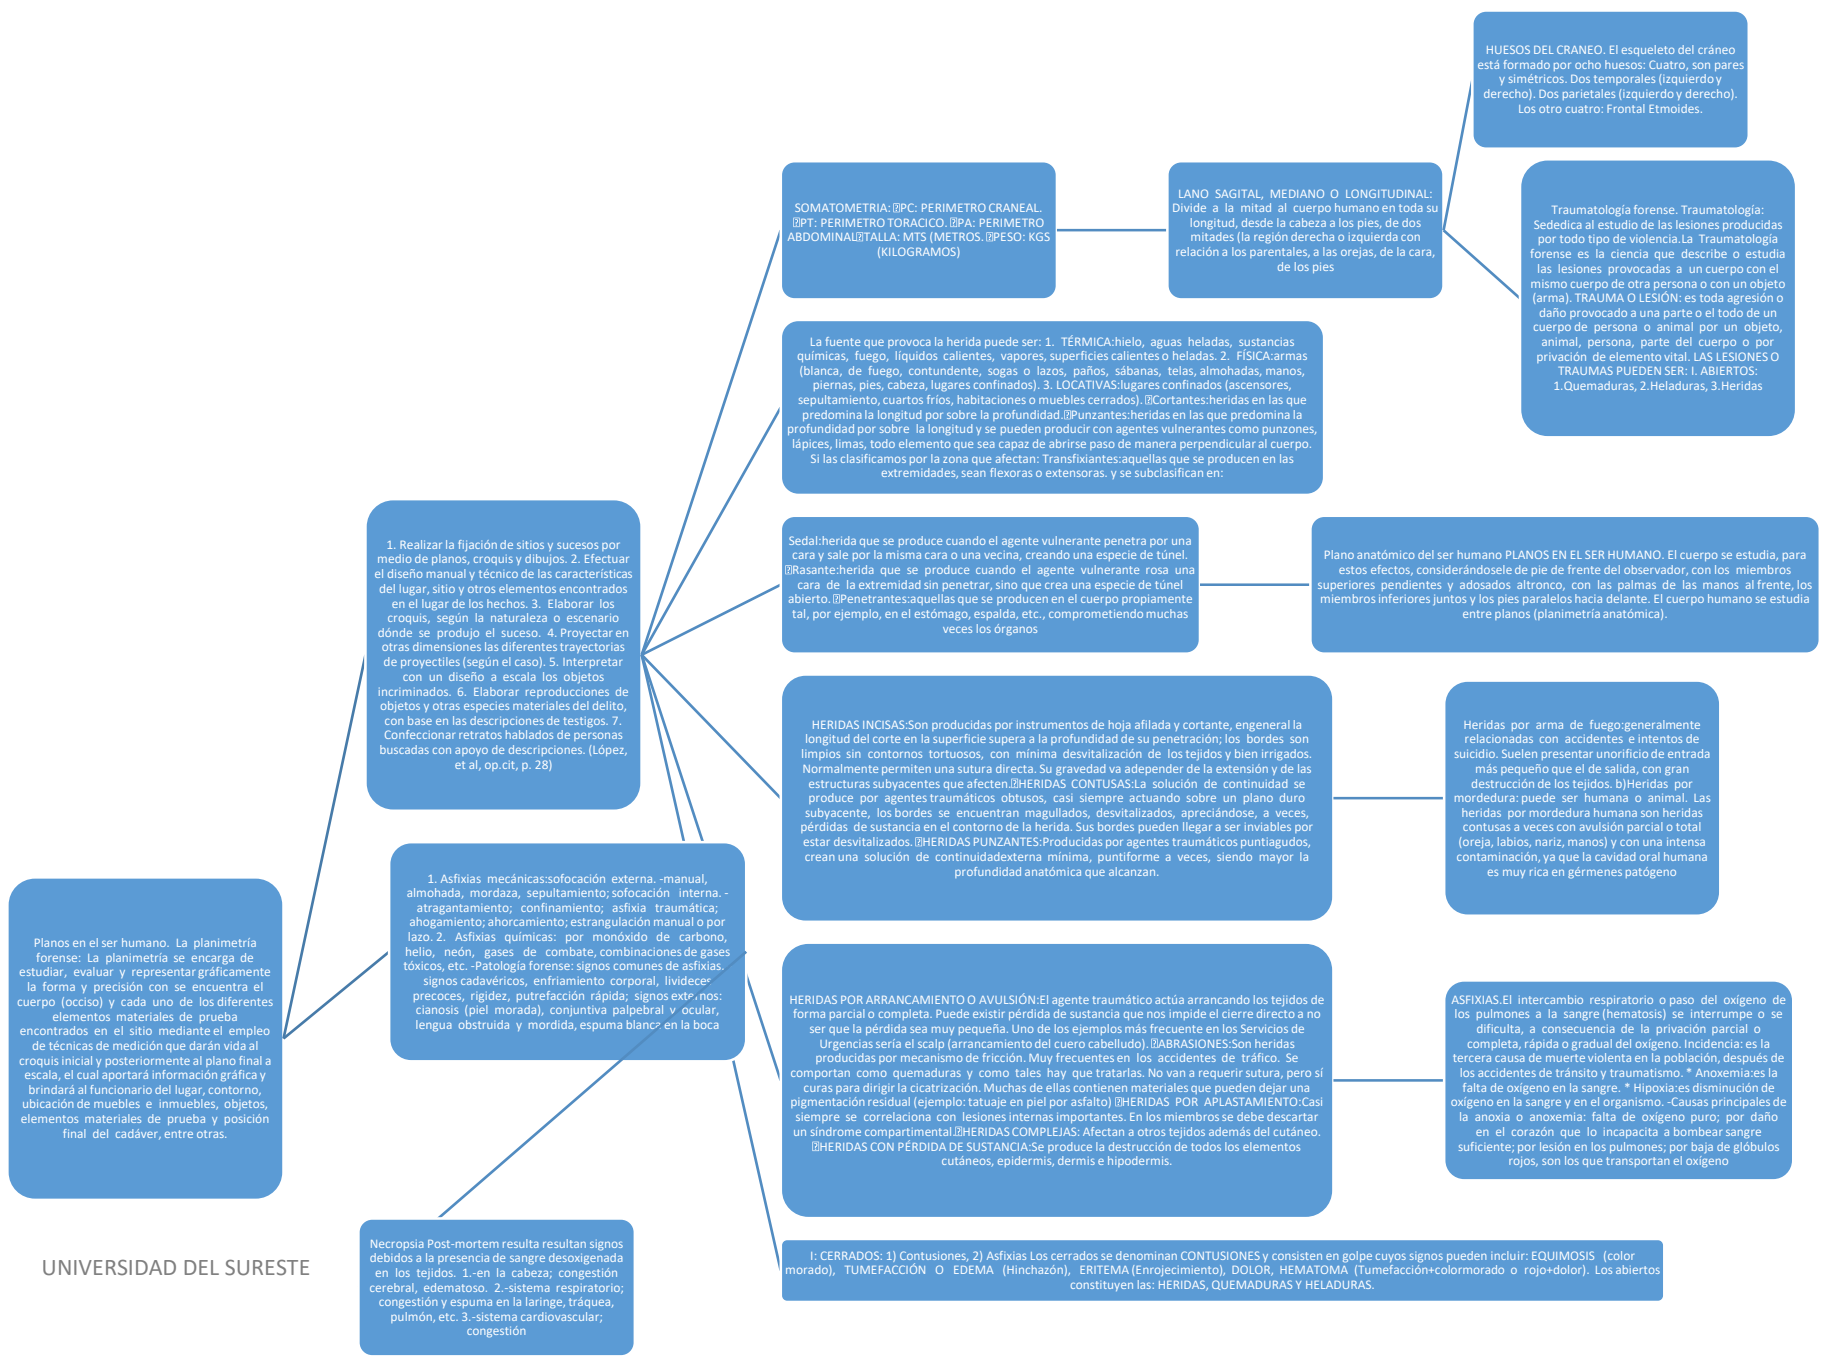 HUESOS DEL CRANEO. El esqueleto del cráneo
está formado por ocho huesos: Cuatro, son pares
y simétricos. Dos temporales (izquierdo y
derecho). Dos parietales (izquierdo y derecho).
Los otro cuatro: Frontal Etmoides.
SOMATOMETRIA: PC: PERIMETRO CRANEAL.
PT: PERIMETRO TORACICO. PA: PERIMETRO
ABDOMINAL TALLA: MTS (METROS. PESO: KGS
(KILOGRAMOS)
LANO SAGITAL, MEDIANO O LONGITUDINAL:
Divide a la mitad al cuerpo humano en toda su
longitud, desde la cabeza a los pies, de dos
mitades (la región derecha o izquierda con
relación a los parentales, a las orejas, de la cara,
de los pies
Traumatología forense. Traumatología:
Sededica al estudio de las lesiones producidas
por todo tipo de violencia.La Traumatología
forense es la ciencia que describe o estudia
las lesiones provocadas a un cuerpo con el
mismo cuerpo de otra persona o con un objeto
(arma). TRAUMA O LESIÓN: es toda agresión o
daño provocado a una parte o el todo de un
cuerpo de persona o animal por un objeto,
animal, persona, parte del cuerpo o por
privación de elemento vital. LAS LESIONES O
TRAUMAS PUEDEN SER: I. ABIERTOS:
1.Quemaduras, 2.Heladuras, 3.Heridas
La fuente que provoca la herida puede ser: 1. TÉRMICA:hielo, aguas heladas, sustancias
químicas, fuego, líquidos calientes, vapores, superficies calientes o heladas. 2. FÍSICA:armas
(blanca, de fuego, contundente, sogas o lazos, paños, sábanas, telas, almohadas, manos,
piernas, pies, cabeza, lugares confinados). 3. LOCATIVAS:lugares confinados (ascensores,
sepultamiento, cuartos fríos, habitaciones o muebles cerrados). Cortantes:heridas en las que
predomina la longitud por sobre la profundidad. Punzantes:heridas en las que predomina la
profundidad por sobre la longitud y se pueden producir con agentes vulnerantes como punzones,
lápices, limas, todo elemento que sea capaz de abrirse paso de manera perpendicular al cuerpo.
Si las clasificamos por la zona que afectan: Transfixiantes:aquellas que se producen en las
extremidades, sean flexoras o extensoras. y se subclasifican en:
1. Realizar la fijación de sitios y sucesos por
medio de planos, croquis y dibujos. 2. Efectuar
el diseño manual y técnico de las características
del lugar, sitio y otros elementos encontrados
en el lugar de los hechos. 3. Elaborar los
croquis, según la naturaleza o escenario
dónde se produjo el suceso. 4. Proyectar en
otras dimensiones las diferentes trayectorias
de proyectiles (según el caso). 5. Interpretar
con un diseño a escala los objetos
incriminados. 6. Elaborar reproducciones de
objetos y otras especies materiales del delito,
con base en las descripciones de testigos. 7.
Confeccionar retratos hablados de personas
buscadas con apoyo de descripciones. (López,
et al, op.cit, p. 28)
Sedal:herida que se produce cuando el agente vulnerante penetra por una
cara y sale por la misma cara o una vecina, creando una especie de túnel.
Rasante:herida que se produce cuando el agente vulnerante rosa una
cara de la extremidad sin penetrar, sino que crea una especie de túnel
abierto. Penetrantes:aquellas que se producen en el cuerpo propiamente
tal, por ejemplo, en el estómago, espalda, etc., comprometiendo muchas
veces los órganos
Plano anatómico del ser humano PLANOS EN EL SER HUMANO. El cuerpo se estudia, para
estos efectos, considerándosele de pie de frente del observador, con los miembros
superiores pendientes y adosados altronco, con las palmas de las manos al frente, los
miembros inferiores juntos y los pies paralelos hacia delante. El cuerpo humano se estudia
entre planos (planimetría anatómica).
HERIDAS INCISAS:Son producidas por instrumentos de hoja afilada y cortante, engeneral la
longitud del corte en la superficie supera a la profundidad de su penetración; los bordes son
limpios sin contornos tortuosos, con mínima desvitalización de los tejidos y bien irrigados.
Normalmente permiten una sutura directa. Su gravedad va adepender de la extensión y de las
estructuras subyacentes que afecten. HERIDAS CONTUSAS:La solución de continuidad se
produce por agentes traumáticos obtusos, casi siempre actuando sobre un plano duro
subyacente, los bordes se encuentran magullados, desvitalizados, apreciándose, a veces,
pérdidas de sustancia en el contorno de la herida. Sus bordes pueden llegar a ser inviables por
estar desvitalizados. HERIDAS PUNZANTES:Producidas por agentes traumáticos puntiagudos,
crean una solución de continuidadexterna mínima, puntiforme a veces, siendo mayor la
profundidad anatómica que alcanzan.
Heridas por arma de fuego:generalmente
relacionadas con accidentes e intentos de
suicidio. Suelen presentar unorificio de entrada
más pequeño que el de salida, con gran
destrucción de los tejidos. b)Heridas por
mordedura: puede ser humana o animal. Las
heridas por mordedura humana son heridas
contusas a veces con avulsión parcial o total
(oreja, labios, nariz, manos) y con una intensa
contaminación, ya que la cavidad oral humana
es muy rica en gérmenes patógeno
1. Asfixias mecánicas:sofocación externa. -manual,
almohada, mordaza, sepultamiento; sofocación interna. -
atragantamiento; confinamiento; asfixia traumática;
ahogamiento; ahorcamiento; estrangulación manual o por
lazo. 2. Asfixias químicas: por monóxido de carbono,
helio, neón, gases de combate, combinaciones de gases
tóxicos, etc. -Patología forense: signos comunes de asfixias.
signos cadavéricos, enfriamiento corporal, livideces
precoces, rigidez, putrefacción rápida; signos externos:
cianosis (piel morada), conjuntiva palpebral y ocular,
lengua obstruida y mordida, espuma blanca en la boca
Planos en el ser humano. La planimetría
forense: La planimetría se encarga de
estudiar, evaluar y representar gráficamente
la forma y precisión con se encuentra el
cuerpo (occiso) y cada uno de los diferentes
elementos materiales de prueba
encontrados en el sitio mediante el empleo
de técnicas de medición que darán vida al
croquis inicial y posteriormente al plano final a
escala, el cual aportará información gráfica y
brindará al funcionario del lugar, contorno,
ubicación de muebles e inmuebles, objetos,
elementos materiales de prueba y posición
final del cadáver, entre otras.
HERIDAS POR ARRANCAMIENTO O AVULSIÓN:El agente traumático actúa arrancando los tejidos de
forma parcial o completa. Puede existir pérdida de sustancia que nos impide el cierre directo a no
ser que la pérdida sea muy pequeña. Uno de los ejemplos más frecuente en los Servicios de
Urgencias sería el scalp (arrancamiento del cuero cabelludo). ABRASIONES:Son heridas
producidas por mecanismo de fricción. Muy frecuentes en los accidentes de tráfico. Se
comportan como quemaduras y como tales hay que tratarlas. No van a requerir sutura, pero sí
curas para dirigir la cicatrización. Muchas de ellas contienen materiales que pueden dejar una
pigmentación residual (ejemplo: tatuaje en piel por asfalto) HERIDAS POR APLASTAMIENTO:Casi
siempre se correlaciona con lesiones internas importantes. En los miembros se debe descartar
un síndrome compartimental. HERIDAS COMPLEJAS: Afectan a otros tejidos además del cutáneo.
HERIDAS CON PÉRDIDA DE SUSTANCIA:Se produce la destrucción de todos los elementos
cutáneos, epidermis, dermis e hipodermis.
ASFIXIAS.El intercambio respiratorio o paso del oxígeno de
los pulmones a la sangre (hematosis) se interrumpe o se
dificulta, a consecuencia de la privación parcial o
completa, rápida o gradual del oxígeno. Incidencia: es la
tercera causa de muerte violenta en la población, después de
los accidentes de tránsito y traumatismo. * Anoxemia:es la
falta de oxígeno en la sangre. * Hipoxia:es disminución de
oxígeno en la sangre y en el organismo. -Causas principales de
la anoxia o anoxemia: falta de oxígeno puro; por daño
en el corazón que lo incapacita a bombear sangre
suficiente; por lesión en los pulmones; por baja de glóbulos
rojos, son los que transportan el oxígeno
Necropsia Post-mortem resulta resultan signos
debidos a la presencia de sangre desoxigenada
en los tejidos. 1.-en la cabeza; congestión
cerebral, edematoso. 2.-sistema respiratorio;
congestión y espuma en la laringe, tráquea,
pulmón, etc. 3.-sistema cardiovascular;
congestión
I: CERRADOS: 1) Contusiones, 2) Asfixias Los cerrados se denominan CONTUSIONES y consisten en golpe cuyos signos pueden incluir: EQUIMOSIS (color
morado), TUMEFACCIÓN O EDEMA (Hinchazón), ERITEMA (Enrojecimiento), DOLOR, HEMATOMA (Tumefacción+colormorado o rojo+dolor). Los abiertos
constituyen las: HERIDAS, QUEMADURAS Y HELADURAS.
UNIVERSIDAD DEL SURESTE